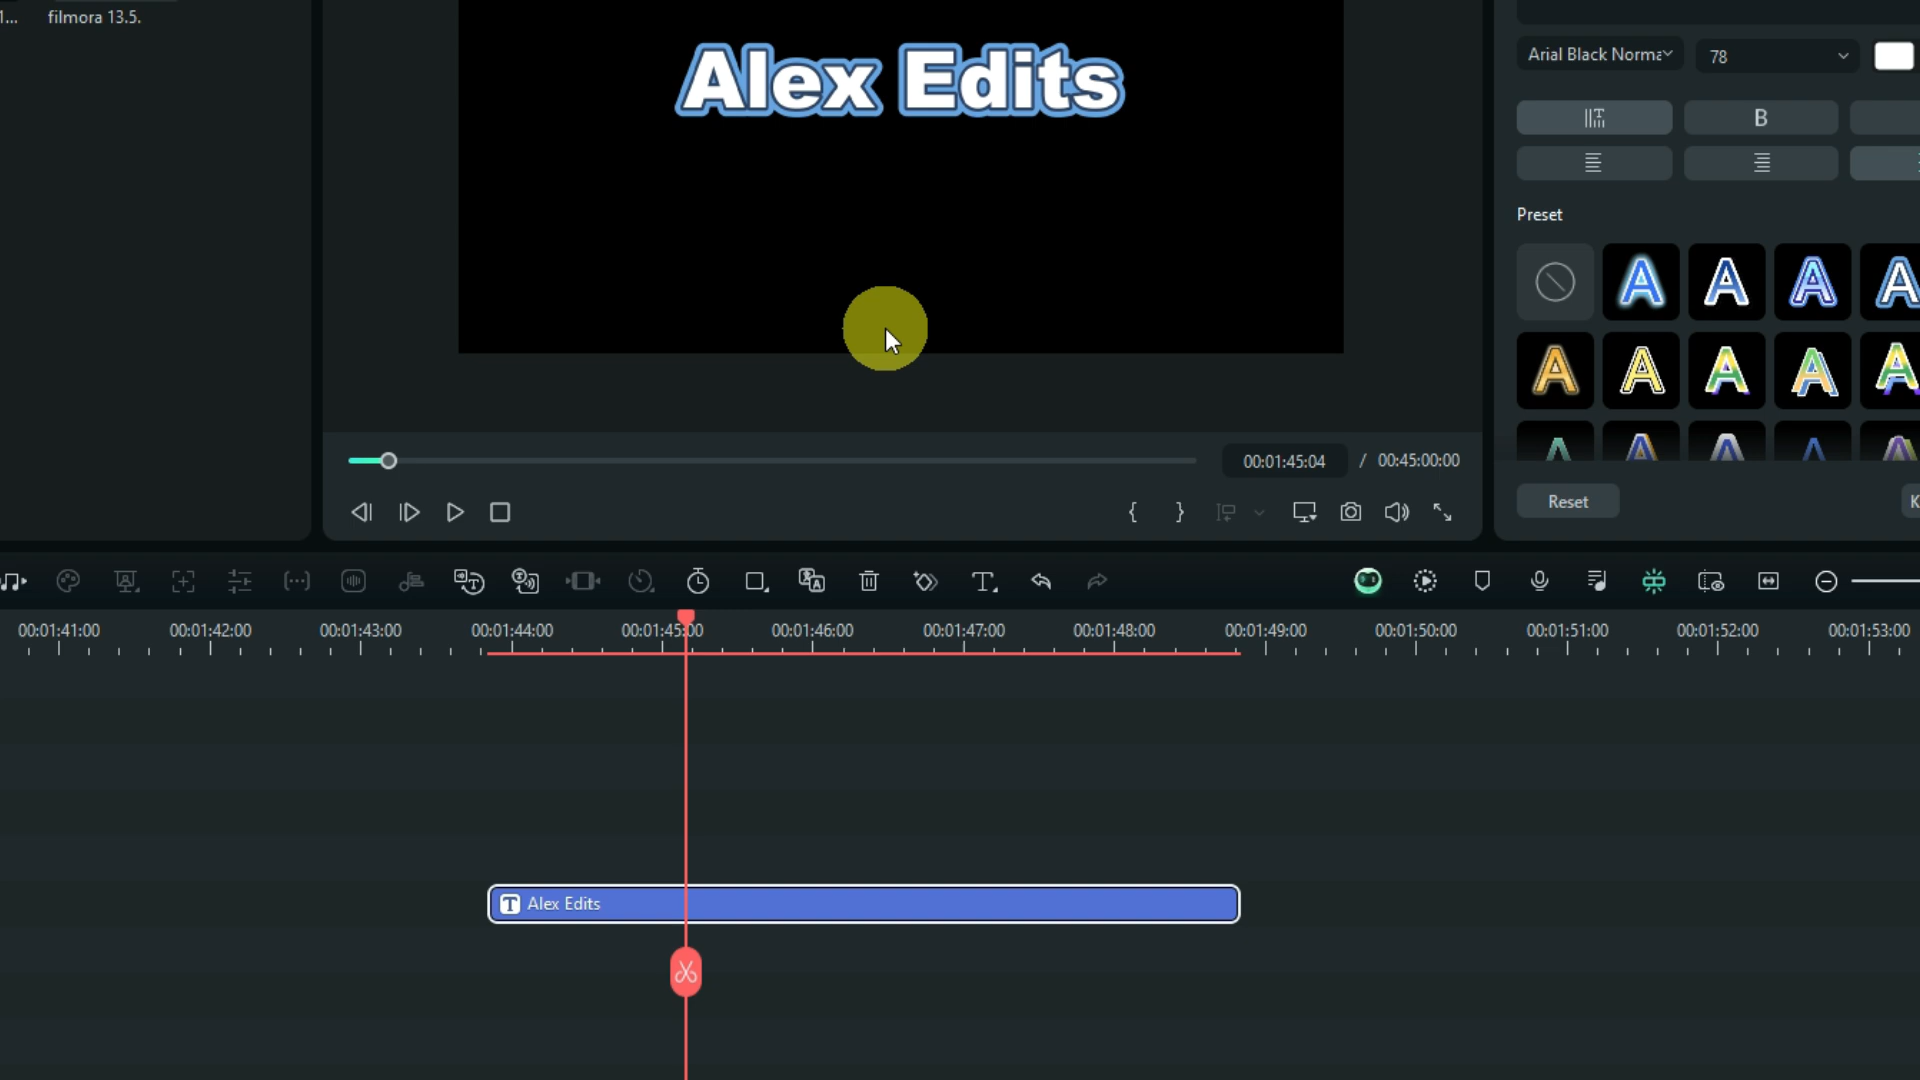 1... filmora 13.5.
Alex Edits
Arial Black Norma 78
B
Preset
A A A A
A A A A A
A A A A A
00:01:45:04 / 00:45:00:00
Reset K
00:01:41:00 00:01:42:00 00:01:43:00 00:01:44:00 00:01:45:00 00:01:46:00 00:01:47:00 00:01:48:00 00:01:49:00 00:01:50:00 00:01:51:00 00:01:52:00 00:01:53:00
T Alex Edits